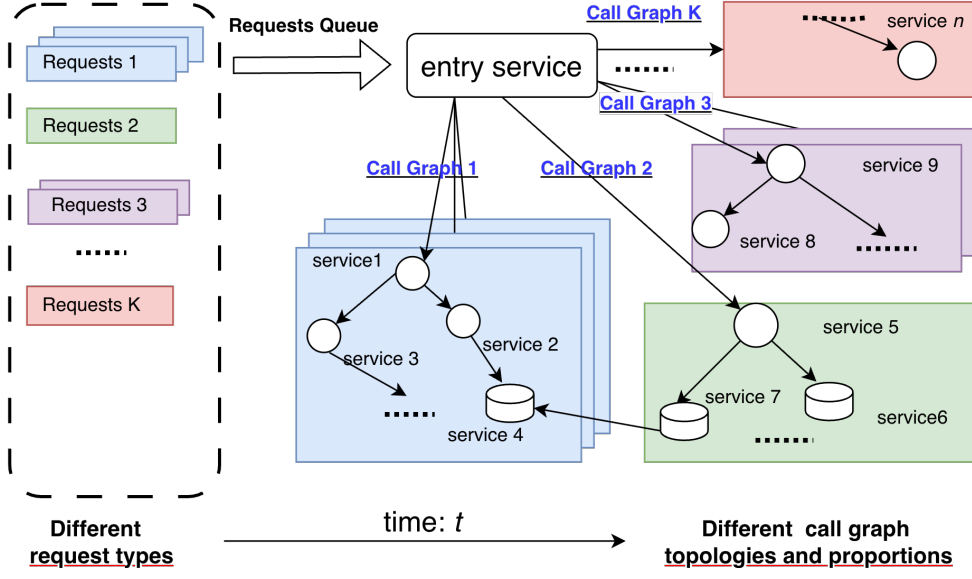 Requests 1
Requests 2
Requests 3
Requests K
Requests Queue
entry service
Call Graph K
Call Graph 3
Call Graph 1
Call Graph 2
service n
service 9
service 8
service1
service 2
service 3
service 4
service 5
service 7
service6
Different
request types
time: t
Different call graph
topologies and proportions